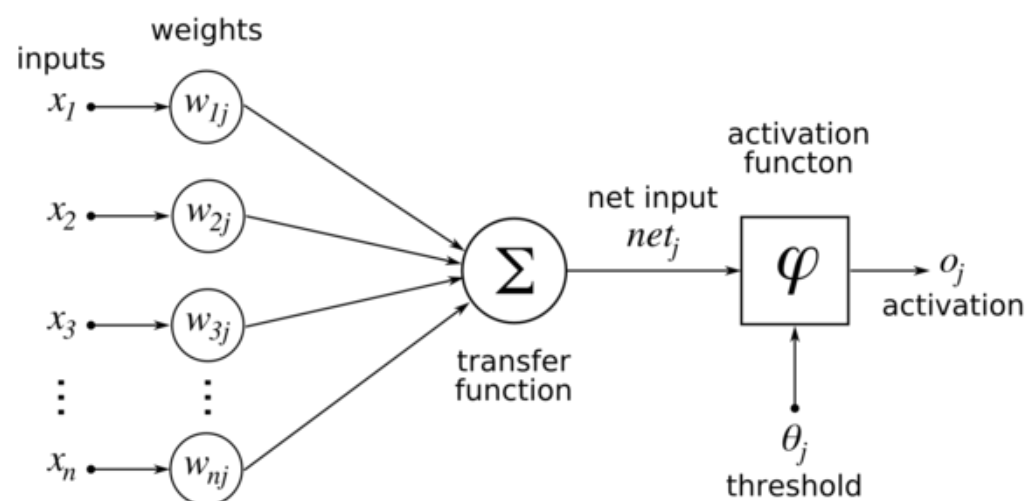 weights
inputs
x1 w1j
x2 w2j
x3 w3j
⋮ ⋮
xn wnj
Σ
transfer
function
net input
netj
activation
functon
φ
oj
activation
θj
threshold